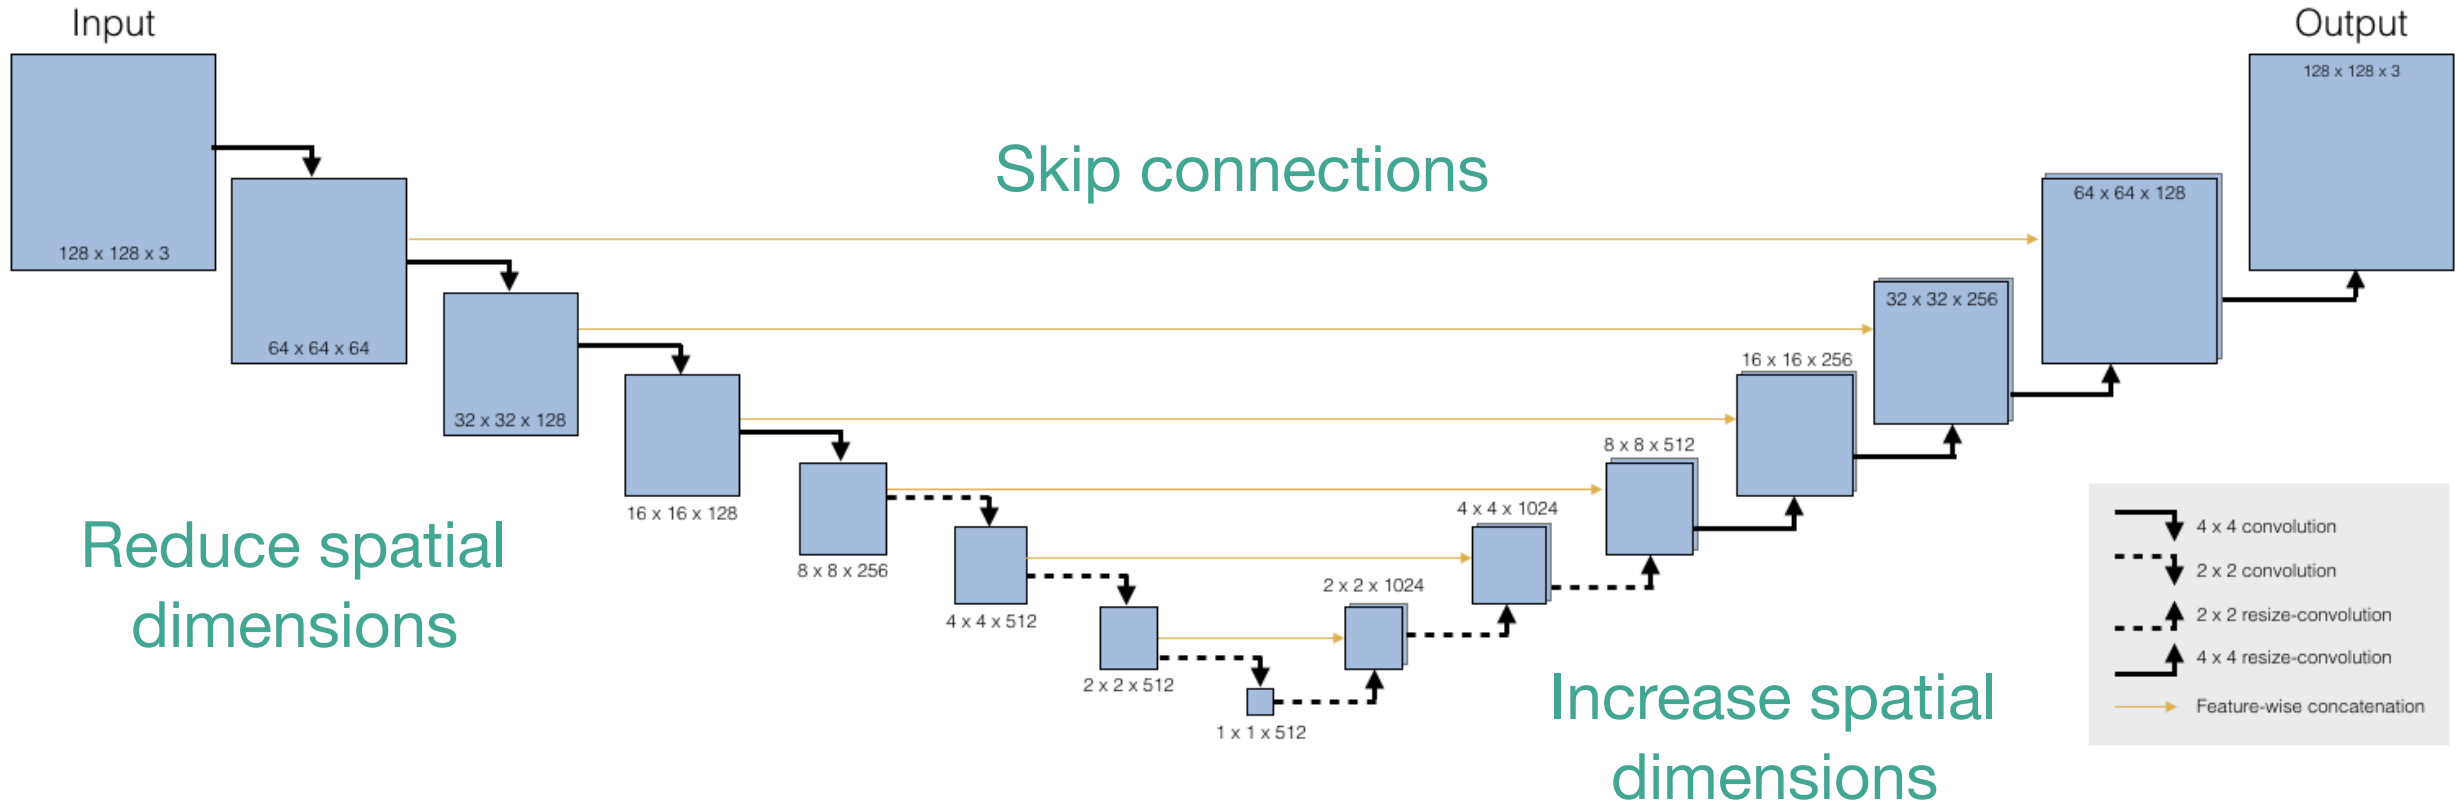 Input
Output
128 x 128 x 3
128 x 128 x 3
Skip connections
64 x 64 x 128
64 x 64 x 64
32 x 32 x 256
32 x 32 x 128
16 x 16 x 256
16 x 16 x 128
8 x 8 x 512
8 x 8 x 256
4 x 4 x 1024
4 x 4 x 512
2 x 2 x 1024
2 x 2 x 512
1 x 1 x 512
Reduce spatial
dimensions
Increase spatial
dimensions
4 x 4 convolution
2 x 2 convolution
2 x 2 resize-convolution
4 x 4 resize-convolution
Feature-wise concatenation